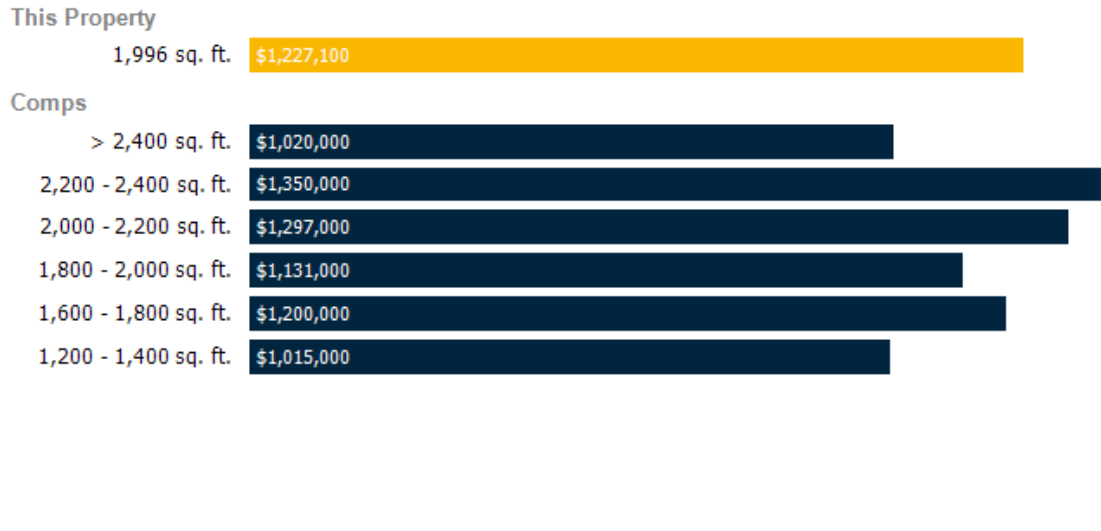 This Property
1,996 sq. ft. $1,227,100
Comps
> 2,400 sq. ft. $1,020,000
2,200 - 2,400 sq. ft. $1,350,000
2,000 - 2,200 sq. ft. $1,297,000
1,800 - 2,000 sq. ft. $1,131,000
1,600 - 1,800 sq. ft. $1,200,000
1,200 - 1,400 sq. ft. $1,015,000